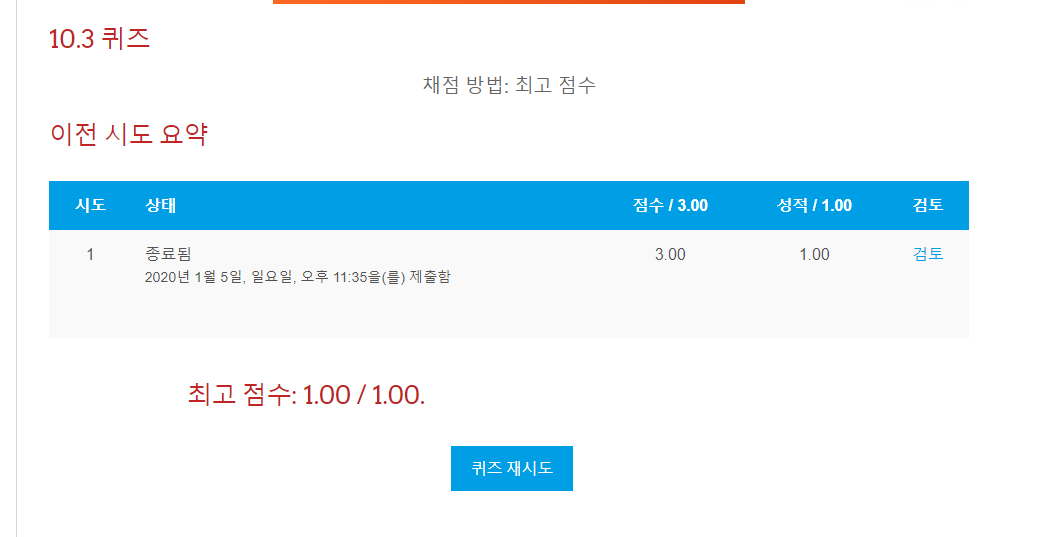 10.3 퀴즈
채점 방법: 최고 점수
이전 시도 요약
시도 상태 점수 / 3.00 성적 / 1.00 검토
1 종료됨 3.00 1.00 검토
2020년 1월 5일, 일요일, 오후 11:35을(를) 제출함
최고 점수: 1.00 / 1.00.
퀴즈 재시도